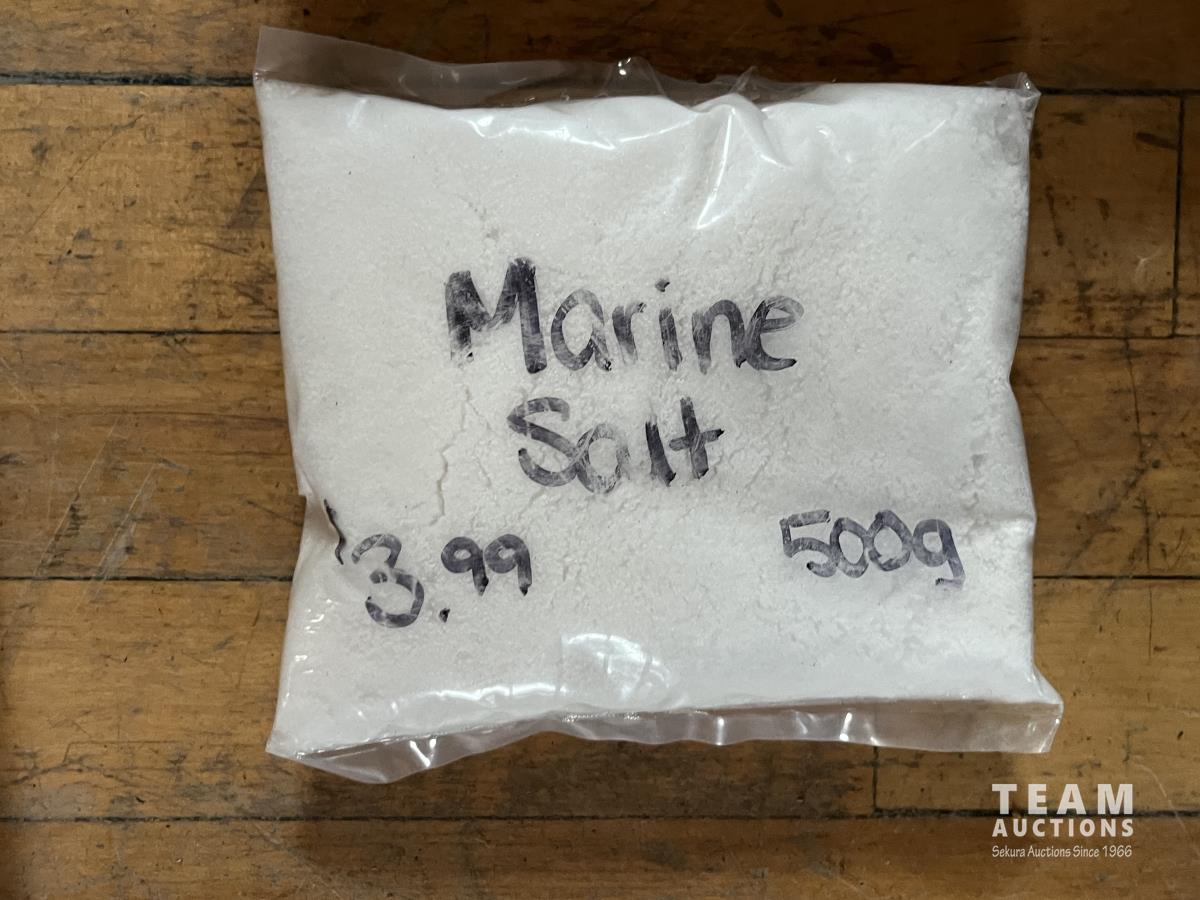 Marine
Salt
3.99 500g
TEAM
AUCTIONS
Sekura Auctions Since 1966